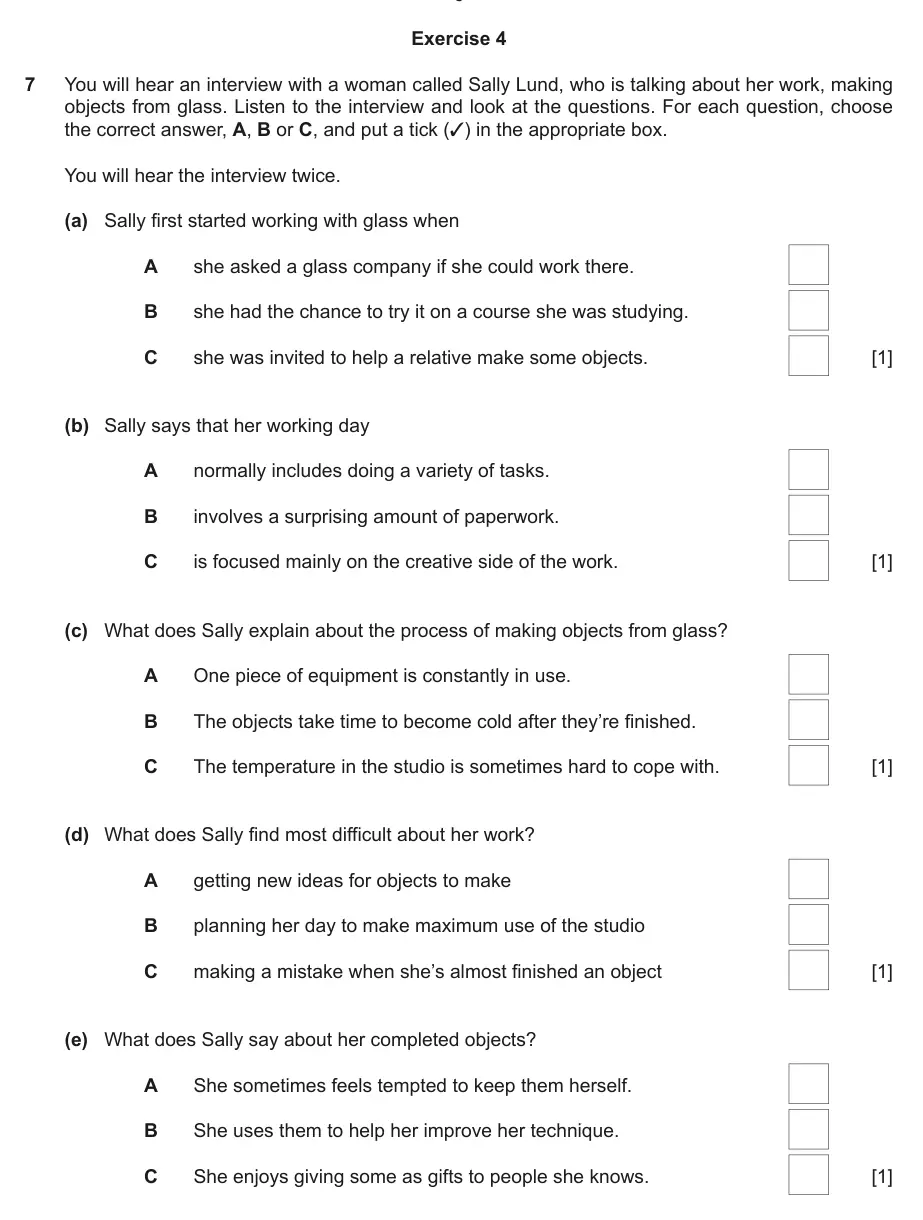 Exercise 4
7 You will hear an interview with a woman called Sally Lund, who is talking about her work, making
objects from glass. Listen to the interview and look at the questions. For each question, choose
the correct answer, A, B or C, and put a tick (✓) in the appropriate box.
You will hear the interview twice.
(a) Sally first started working with glass when
A she asked a glass company if she could work there.
B she had the chance to try it on a course she was studying.
C she was invited to help a relative make some objects. [1]
(b) Sally says that her working day
A normally includes doing a variety of tasks.
B involves a surprising amount of paperwork.
C is focused mainly on the creative side of the work. [1]
(c) What does Sally explain about the process of making objects from glass?
A One piece of equipment is constantly in use.
B The objects take time to become cold after they’re finished.
C The temperature in the studio is sometimes hard to cope with. [1]
(d) What does Sally find most difficult about her work?
A getting new ideas for objects to make
B planning her day to make maximum use of the studio
C making a mistake when she’s almost finished an object [1]
(e) What does Sally say about her completed objects?
A She sometimes feels tempted to keep them herself.
B She uses them to help her improve her technique.
C She enjoys giving some as gifts to people she knows. [1]